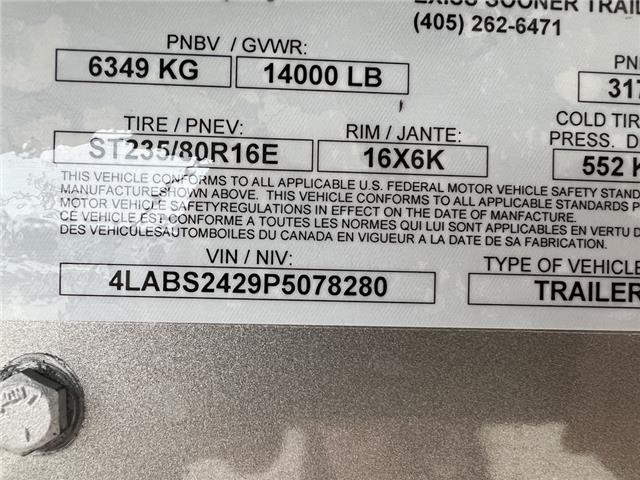 EXISS SOONER TRAIL
(405) 262-6471
PNBV / GVWR: PN
6349 KG 14000 LB 317
TIRE / PNEV: RIM / JANTE: COLD TIR
PRESS. D
ST235/80R16E 16X6K 552 K
THIS VEHICLE CONFORMS TO ALL APPLICABLE U.S. FEDERAL MOTOR VEHICLE SAFETY STAND
MANUFACTURESHOWN ABOVE. THIS VEHICLE CONFORMS TO ALL APPLICABLE STANDARDS P
MOTOR VEHICLE SAFETYREGULATIONS IN EFFECT ON THE DATE OF MANFACTURE.
CE VEHICLE EST CONFORME A TOUTES LES NORMES QUI LUI SONT APPLICABLES EN VERTU D
DES VEHICULESAUTOMBOILES DU CANADA EN VIGUEUR A LA DATE DE SA FABRICATION.
VIN / NIV: TYPE OF VEHICLE
4LABS2429P5078280 TRAILER